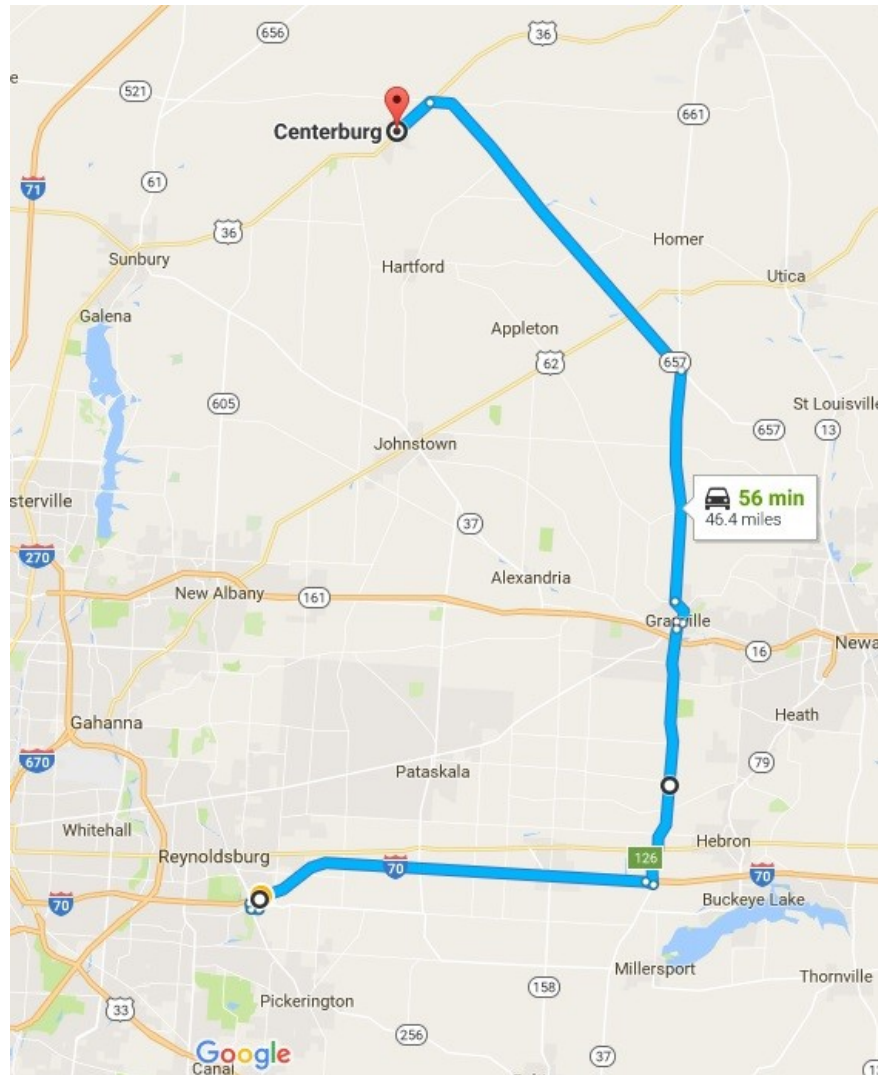 656
36
521
e
Centerburg
661
71
61
36
Sunbury
Homer
Hartford
Utica
Galena
Appleton
62
657
605
St Louisville
657
13
Johnstown
sterville
56 min
46.4 miles
37
270
Alexandria
New Albany
161
Granville
16
Newa
Gahanna
Heath
670
Pataskala
79
Whitehall
Hebron
Reynoldsburg
126
70
70
70
Buckeye Lake
Millersport
Thornville
158
Pickerington
33
256
37
Google
Canal